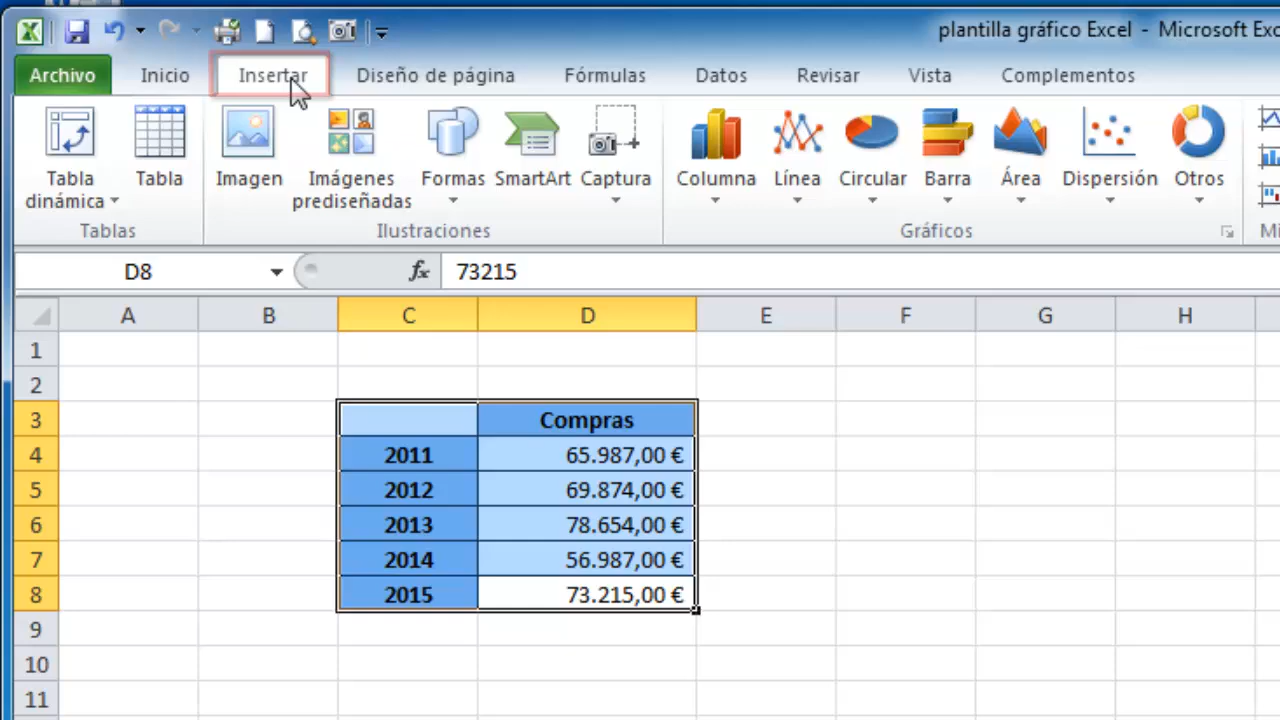 plantilla gráfico Excel - Microsoft Exc
Archivo Inicio Insertar Diseño de página Fórmulas Datos Revisar Vista Complementos
Tabla dinámica Tabla Imagen Imágenes prediseñadas Formas SmartArt Captura Columna Línea Circular Barra Área Dispersión Otros
Tablas Ilustraciones Gráficos Mi
D8 fx 73215
A B C D E F G H
1
2
3 Compras
4 2011 65.987,00 €
5 2012 69.874,00 €
6 2013 78.654,00 €
7 2014 56.987,00 €
8 2015 73.215,00 €
9
10
11